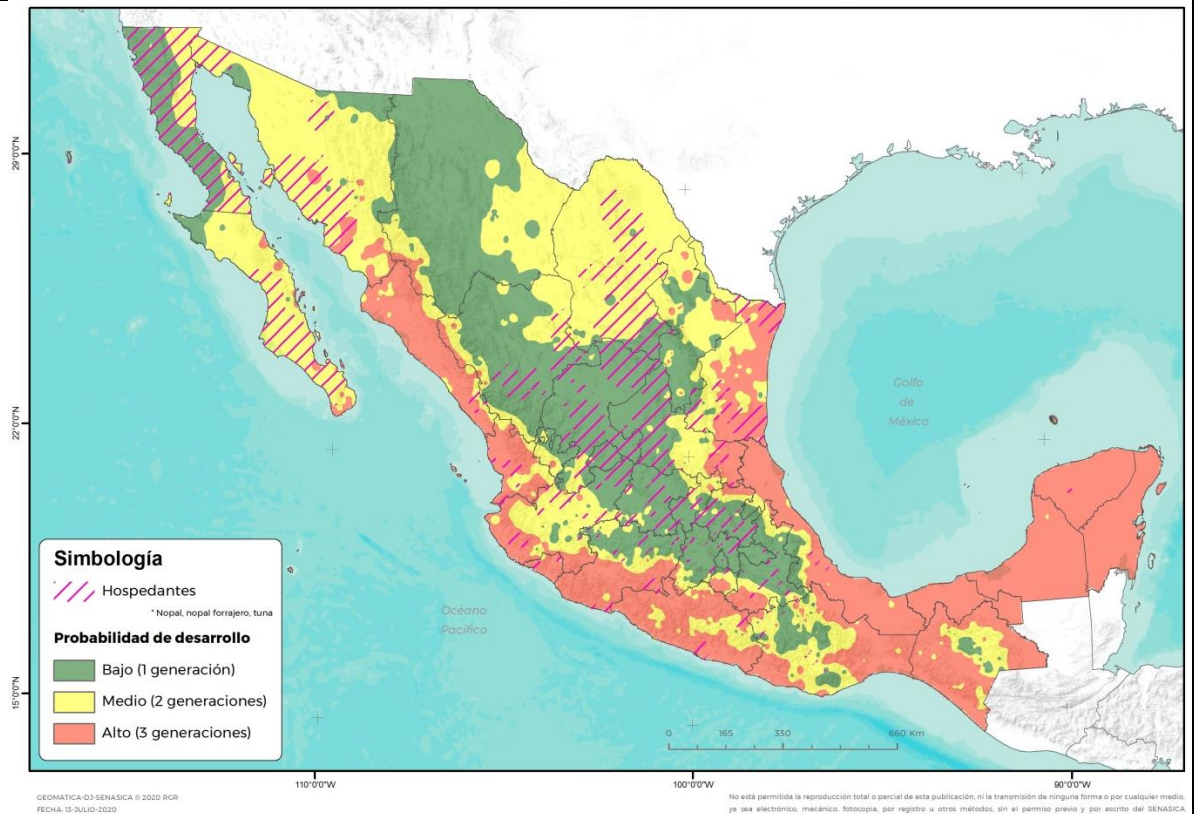 29°0'0"N
22°0'0"N
15°0'0"N
Golfo
de
México
Océano
Pacífico
Simbología
Hospedantes
* Nopal, nopal forrajero, tuna
Probabilidad de desarrollo
Bajo (1 generación)
Medio (2 generaciones)
Alto (3 generaciones)
0 165 330 660 Km
110°0'0"W 100°0'0"W 90°0'0"W
GEOMATICA-DJ-SENASICA © 2020 RGR
FECHA: 13-JULIO-2020
No está permitida la reproducción total o parcial de esta publicación, ni la transmisión de ninguna forma o por cualquier medio,
ya sea electrónico, mecánico, fotocopia, por registro u otros métodos, sin el permiso previo y por escrito del SENASICA